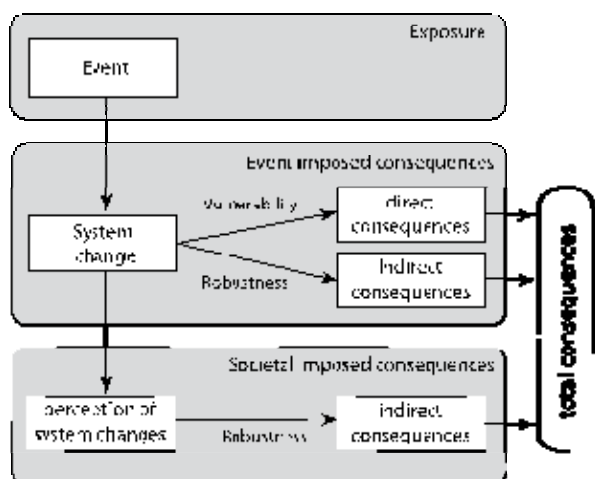 Exposure
Event
Event imposed consequences
Vulnerability
direct
consequences
System
change
Robustness
Indirect
consequences
total consequences
Societal imposed consequences
perception of
system changes
Robustness
indirect
consequences